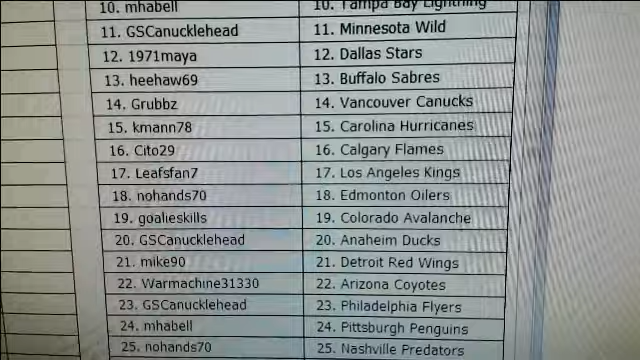 10. mhabell 10. Tampa Bay Lightning
11. GSCanucklehead 11. Minnesota Wild
12. 1971maya 12. Dallas Stars
13. heehaw69 13. Buffalo Sabres
14. Grubbz 14. Vancouver Canucks
15. kmann78 15. Carolina Hurricanes
16. Cito29 16. Calgary Flames
17. Leafsfan7 17. Los Angeles Kings
18. nohands70 18. Edmonton Oilers
19. goalieskills 19. Colorado Avalanche
20. GSCanucklehead 20. Anaheim Ducks
21. mike90 21. Detroit Red Wings
22. Warmachine31330 22. Arizona Coyotes
23. GSCanucklehead 23. Philadelphia Flyers
24. mhabell 24. Pittsburgh Penguins
25. nohands70 25. Nashville Predators